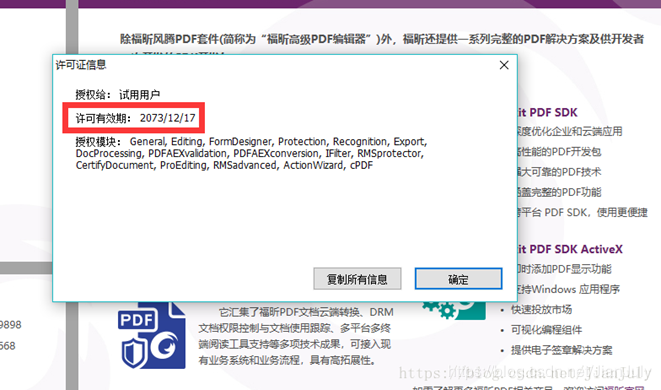 除福昕风腾PDF套件(简称为“福昕高级PDF编辑器”)外，福昕还提供一系列完整的PDF解决方案及供开发者
许可证信息
授权给： 试用用户
许可有效期： 2073/12/17
授权模块： General, Editing, FormDesigner, Protection, Recognition, Export,
DocProcessing, PDFAEXvalidation, PDFAEXconversion, IFilter, RMSprotector,
CertifyDocument, ProEditing, RMSadvanced, ActionWizard, cPDF
复制所有信息
确定
it PDF SDK
深度优化企业和云端应用
高性能的PDF开发包
强大可靠的PDF技术
涵盖完整的PDF功能
跨平台 PDF SDK，使用更便捷
it PDF SDK ActiveX
即时添加PDF显示功能
支持Windows 应用程序
• 快速投放市场
• 可视化编程组件
• 提供电子签章解决方案
9898
568
PDF
它汇集了福昕PDF文档云端转换、DRM
文档权限控制与文档使用跟踪、多平台多终
端阅读工具支持等多项技术成果，可接入现
有业务系统和业务流程，具有高拓展性。